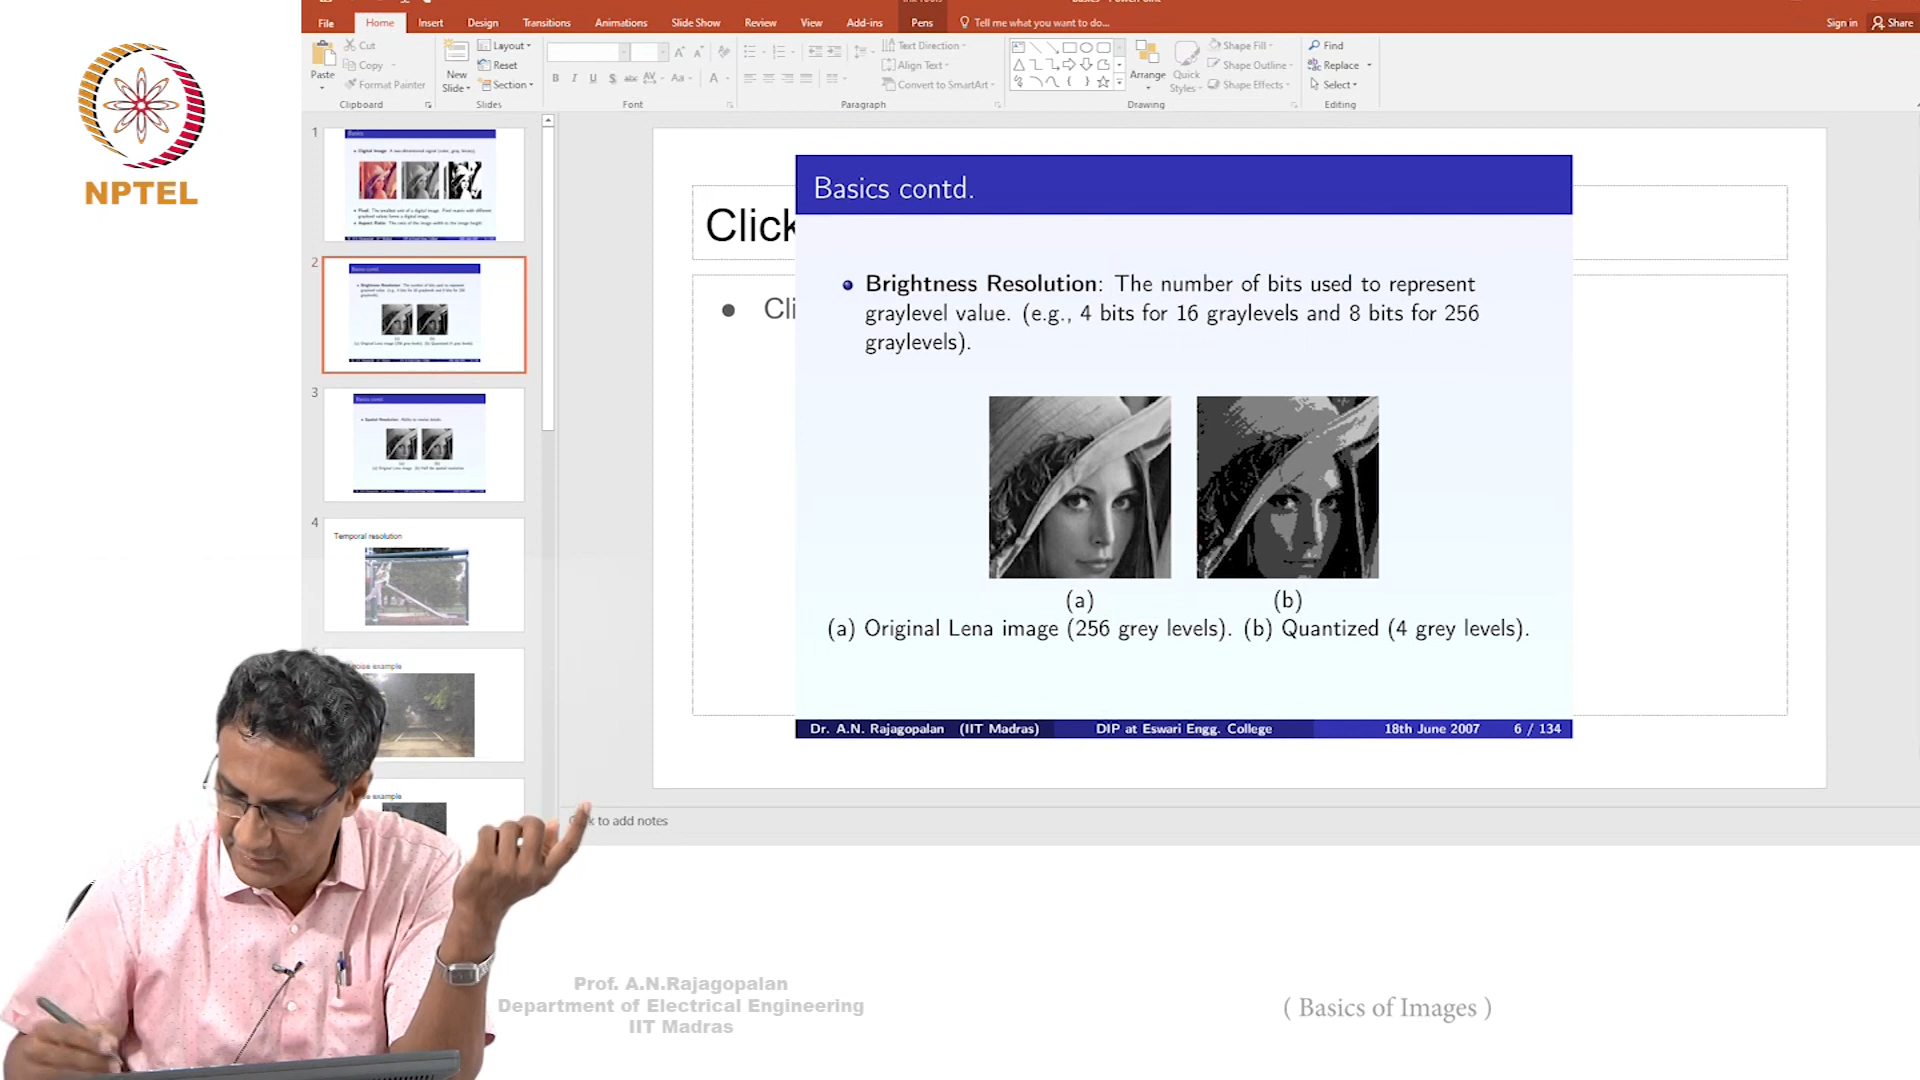 File
Home
Insert
Design
Transitions
Animations
Slide Show
Review
View
Add-ins
Pens
Tell me what you want to do...
Sign in
Share
Paste
Cut
Copy
Format Painter
Clipboard
New
Slide
Layout
Reset
Section
Slides
Font
Text Direction
Align Text
Convert to SmartArt
Paragraph
Arrange
Quick
Styles
Shape Fill
Shape Outline
Shape Effects
Drawing
Find
Replace
Select
Editing
NPTEL
1
2
3
4
Temporal resolution
Click
Cli
Basics contd.
Brightness Resolution: The number of bits used to represent
graylevel value. (e.g., 4 bits for 16 graylevels and 8 bits for 256
graylevels).
(a)
(b)
(a) Original Lena image (256 grey levels). (b) Quantized (4 grey levels).
Dr. A.N. Rajagopalan (IIT Madras)
DIP at Eswari Engg. College
18th June 2007
6 / 134
to add notes
Prof. A.N.Rajagopalan
Department of Electrical Engineering
IIT Madras
( Basics of Images )